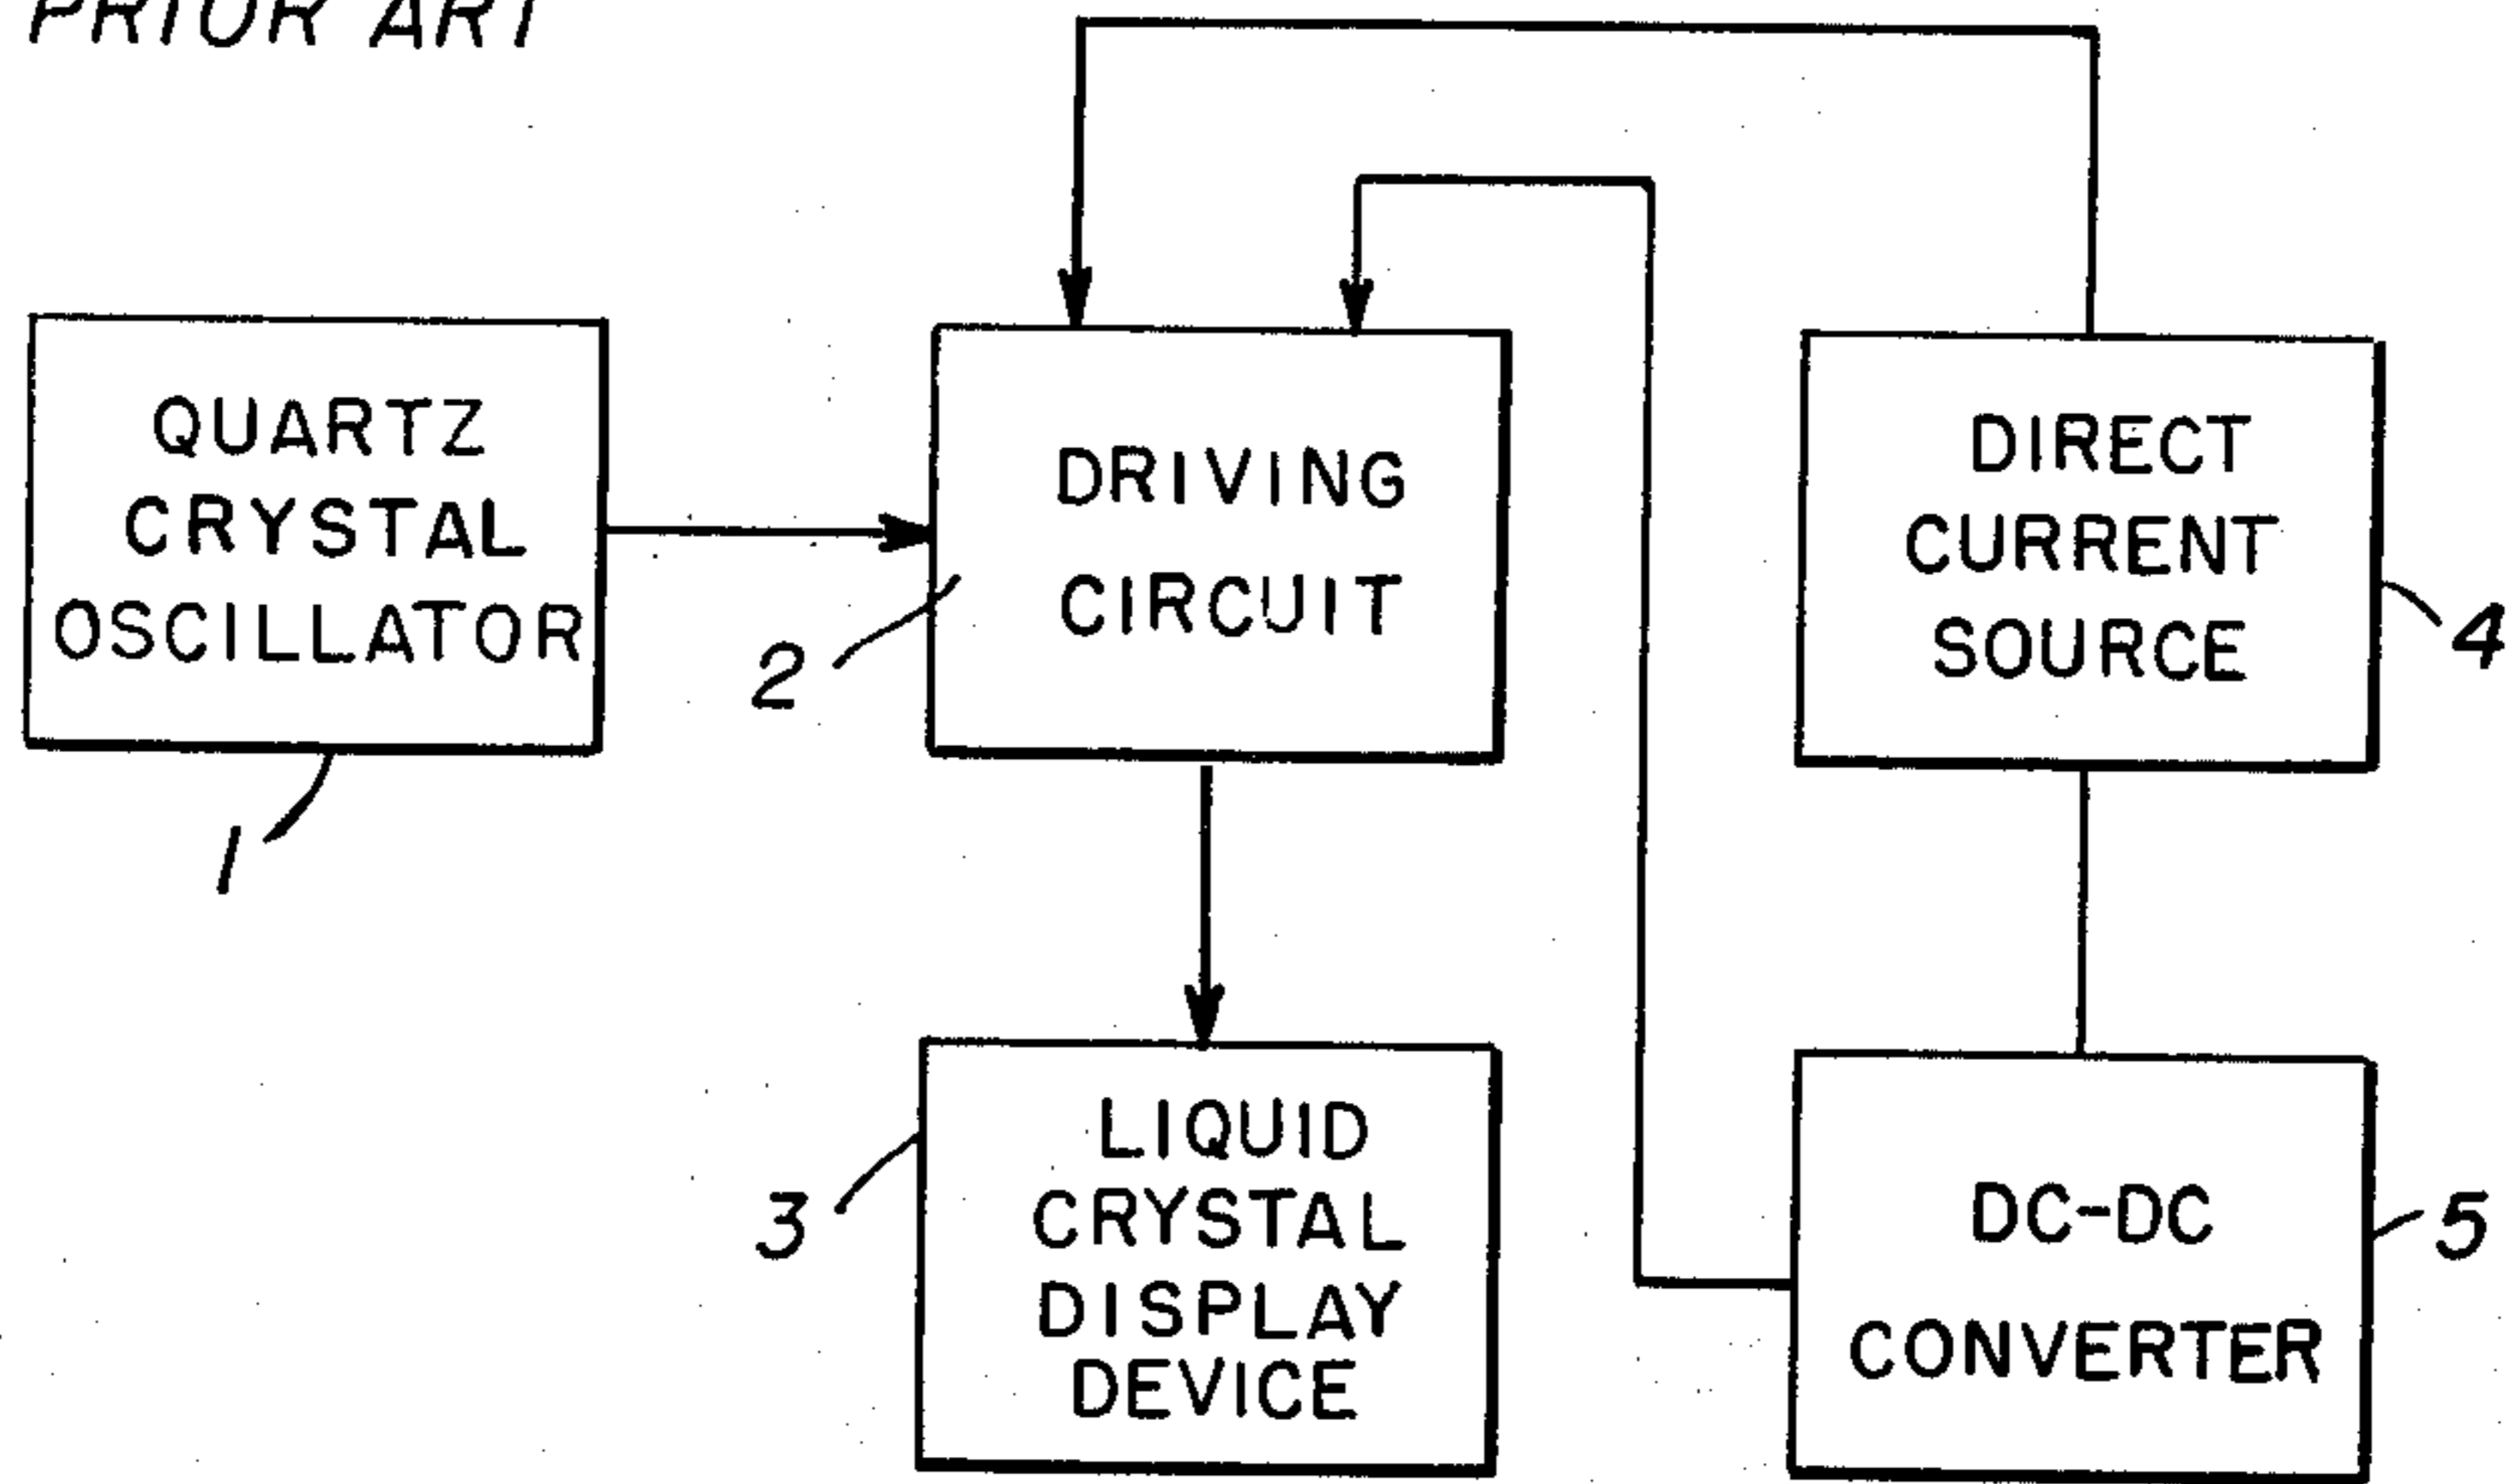 PRIOR ART
QUARTZ
CRYSTAL
OSCILLATOR
1
DRIVING
CIRCUIT
2
DIRECT
CURRENT
SOURCE
4
LIQUID
CRYSTAL
DISPLAY
DEVICE
3
DC-DC
CONVERTER
5